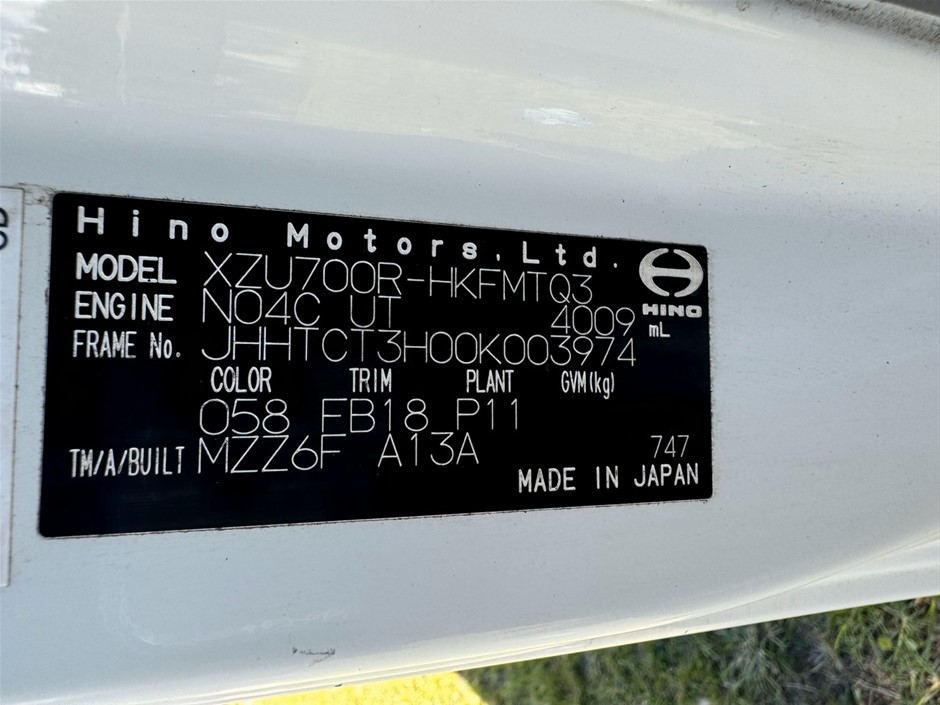 Hino Motors,Ltd.
HINO
MODEL XZU700R-HKFMTQ3
ENGINE N04C UT 4009 mL
FRAME No. JHHTCT3H00K003974
COLOR TRIM PLANT GVM(kg)
058 FB18 P11
TM/A/BUILT MZZ6F A13A 747
MADE IN JAPAN